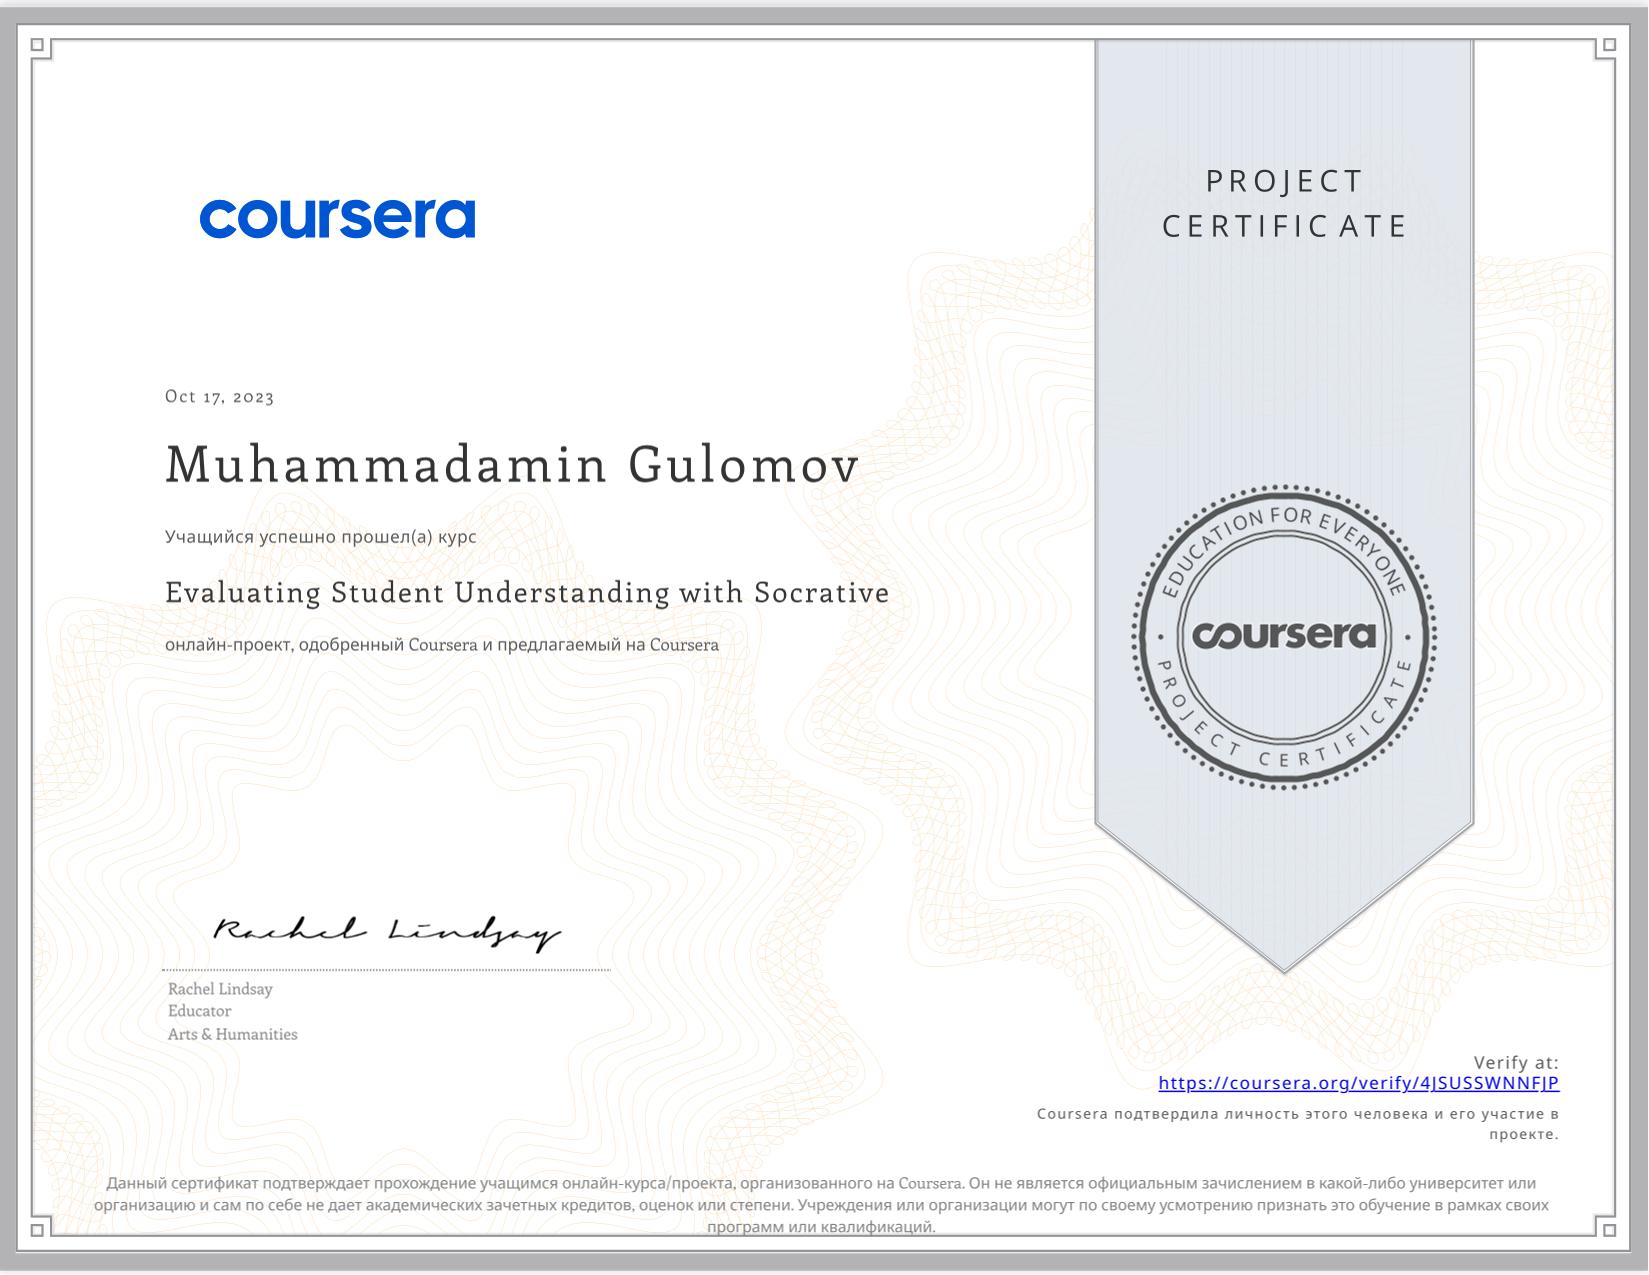 coursera
PROJECT
CERTIFICATE
Oct 17, 2023
Muhammadamin Gulomov
Учащийся успешно прошел(а) курс
Evaluating Student Understanding with Socrative
онлайн-проект, одобренный Coursera и предлагаемый на Coursera
EDUCATION FOR EVERYONE
coursera
PROJECT CERTIFICATE
Rachel Lindsay
Rachel Lindsay
Educator
Arts & Humanities
Verify at:
https://coursera.org/verify/4JSUSSWNNFJP
Coursera подтвердила личность этого человека и его участие в
проекте.
Данный сертификат подтверждает прохождение учащимся онлайн-курса/проекта, организованного на Coursera. Он не является официальным зачислением в какой-либо университет или
организацию и сам по себе не дает академических зачетных кредитов, оценок или степени. Учреждения или организации могут по своему усмотрению признать это обучение в рамках своих
программ или квалификаций.